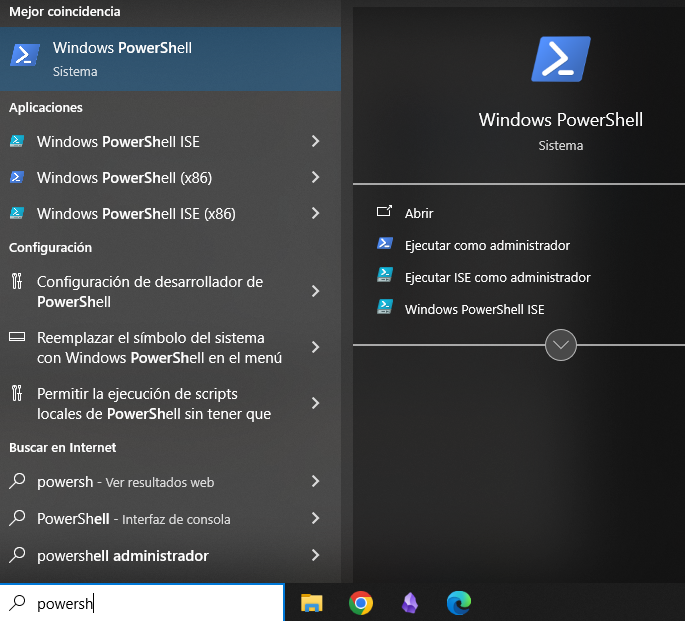 Mejor coincidencia
Windows PowerShell
Sistema
Aplicaciones
Windows PowerShell ISE
Windows PowerShell (x86)
Windows PowerShell ISE (x86)
Configuración
Configuración de desarrollador de
PowerShell
Reemplazar el símbolo del sistema
con Windows PowerShell en el menú
Permitir la ejecución de scripts
locales de PowerShell sin tener que
Buscar en Internet
powersh - Ver resultados web
PowerShell - Interfaz de consola
powershell administrador
powersh
Windows PowerShell
Sistema
Abrir
Ejecutar como administrador
Ejecutar ISE como administrador
Windows PowerShell ISE